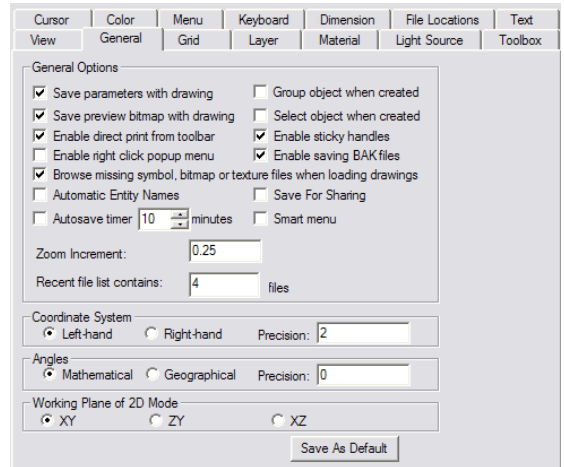 Cursor Color Menu Keyboard Dimension File Locations Text
View General Grid Layer Material Light Source Toolbox
General Options
Save parameters with drawing Group object when created
Save preview bitmap with drawing Select object when created
Enable direct print from toolbar Enable sticky handles
Enable right click popup menu Enable saving BAK files
Browse missing symbol, bitmap or texture files when loading drawings
Automatic Entity Names Save For Sharing
Autosave timer 10 minutes Smart menu
Zoom Increment: 0.25
Recent file list contains: 4 files
Coordinate System
Left-hand Right-hand Precision: 2
Angles
Mathematical Geographical Precision: 0
Working Plane of 2D Mode
XY ZY XZ
Save As Default